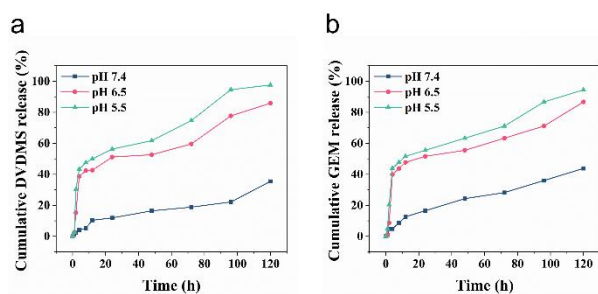 a
b
Cumulative DVDMS release (%)
100
80
60
40
20
0
pH 7.4
pH 6.5
pH 5.5
0 20 40 60 80 100 120
Time (h)
Cumulative GEM release (%)
100
80
60
40
20
0
pH 7.4
pH 6.5
pH 5.5
0 20 40 60 80 100 120
Time (h)